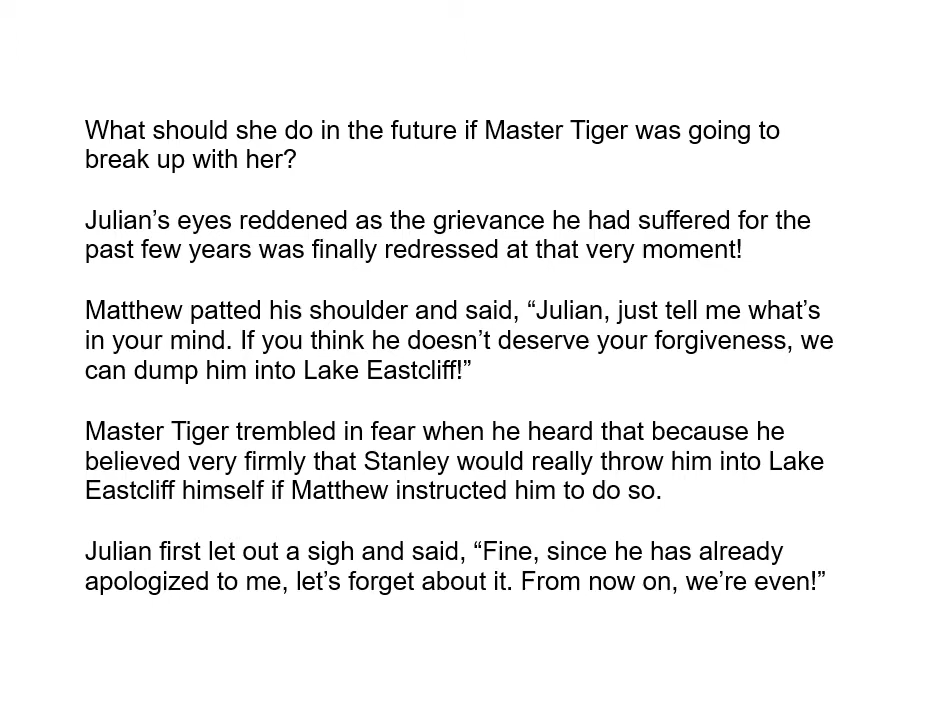 What should she do in the future if Master Tiger was going to
break up with her?
Julian’s eyes reddened as the grievance he had suffered for the
past few years was finally redressed at that very moment!
Matthew patted his shoulder and said, “Julian, just tell me what’s
in your mind. If you think he doesn’t deserve your forgiveness, we
can dump him into Lake Eastcliff!”
Master Tiger trembled in fear when he heard that because he
believed very firmly that Stanley would really throw him into Lake
Eastcliff himself if Matthew instructed him to do so.
Julian first let out a sigh and said, “Fine, since he has already
apologized to me, let’s forget about it. From now on, we’re even!”